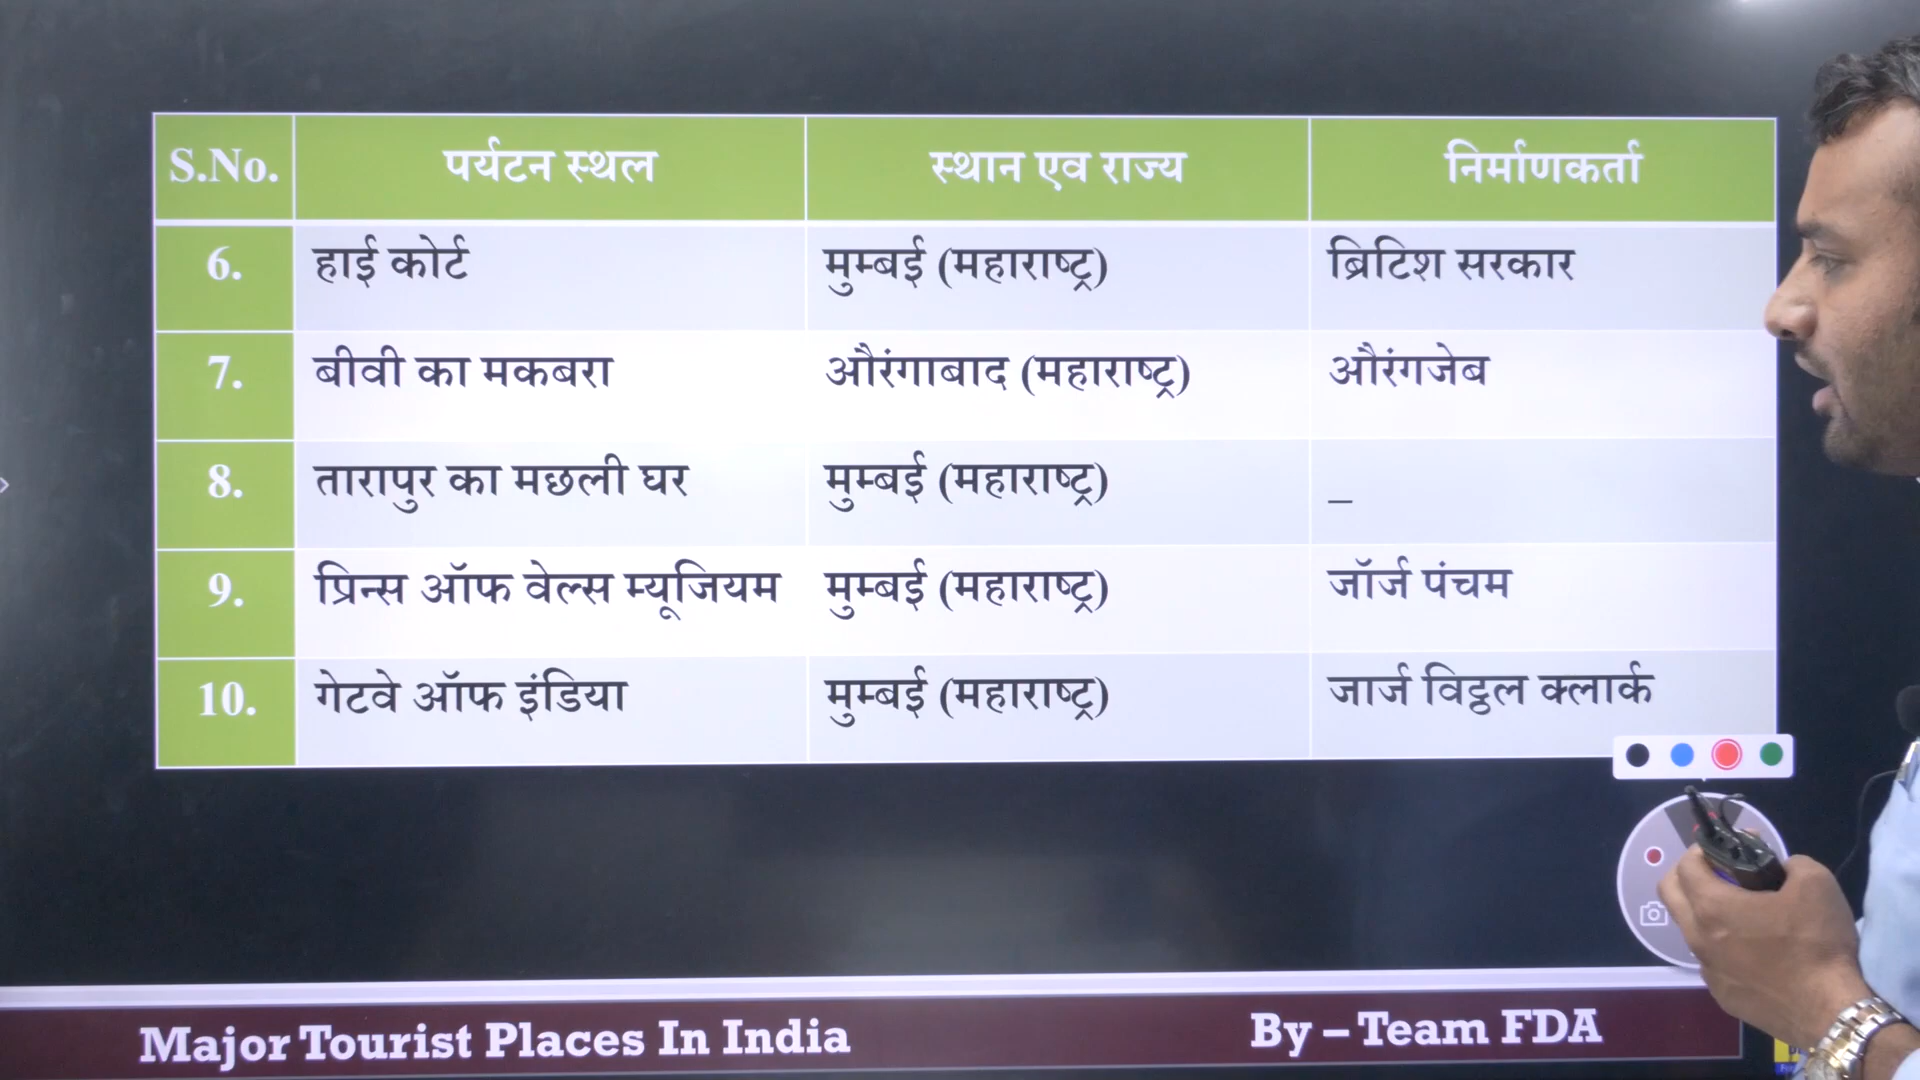 S.No. पर्यटन स्थल स्थान एव राज्य निर्माणकर्ता
6. हाई कोर्ट मुम्बई (महाराष्ट्र) ब्रिटिश सरकार
7. बीवी का मकबरा औरंगाबाद (महाराष्ट्र) औरंगजेब
8. तारापुर का मछली घर मुम्बई (महाराष्ट्र) _
9. प्रिन्स ऑफ वेल्स म्यूजियम मुम्बई (महाराष्ट्र) जॉर्ज पंचम
10. गेटवे ऑफ इंडिया मुम्बई (महाराष्ट्र) जार्ज विट्ठल क्लार्क
Major Tourist Places In India By – Team FDA